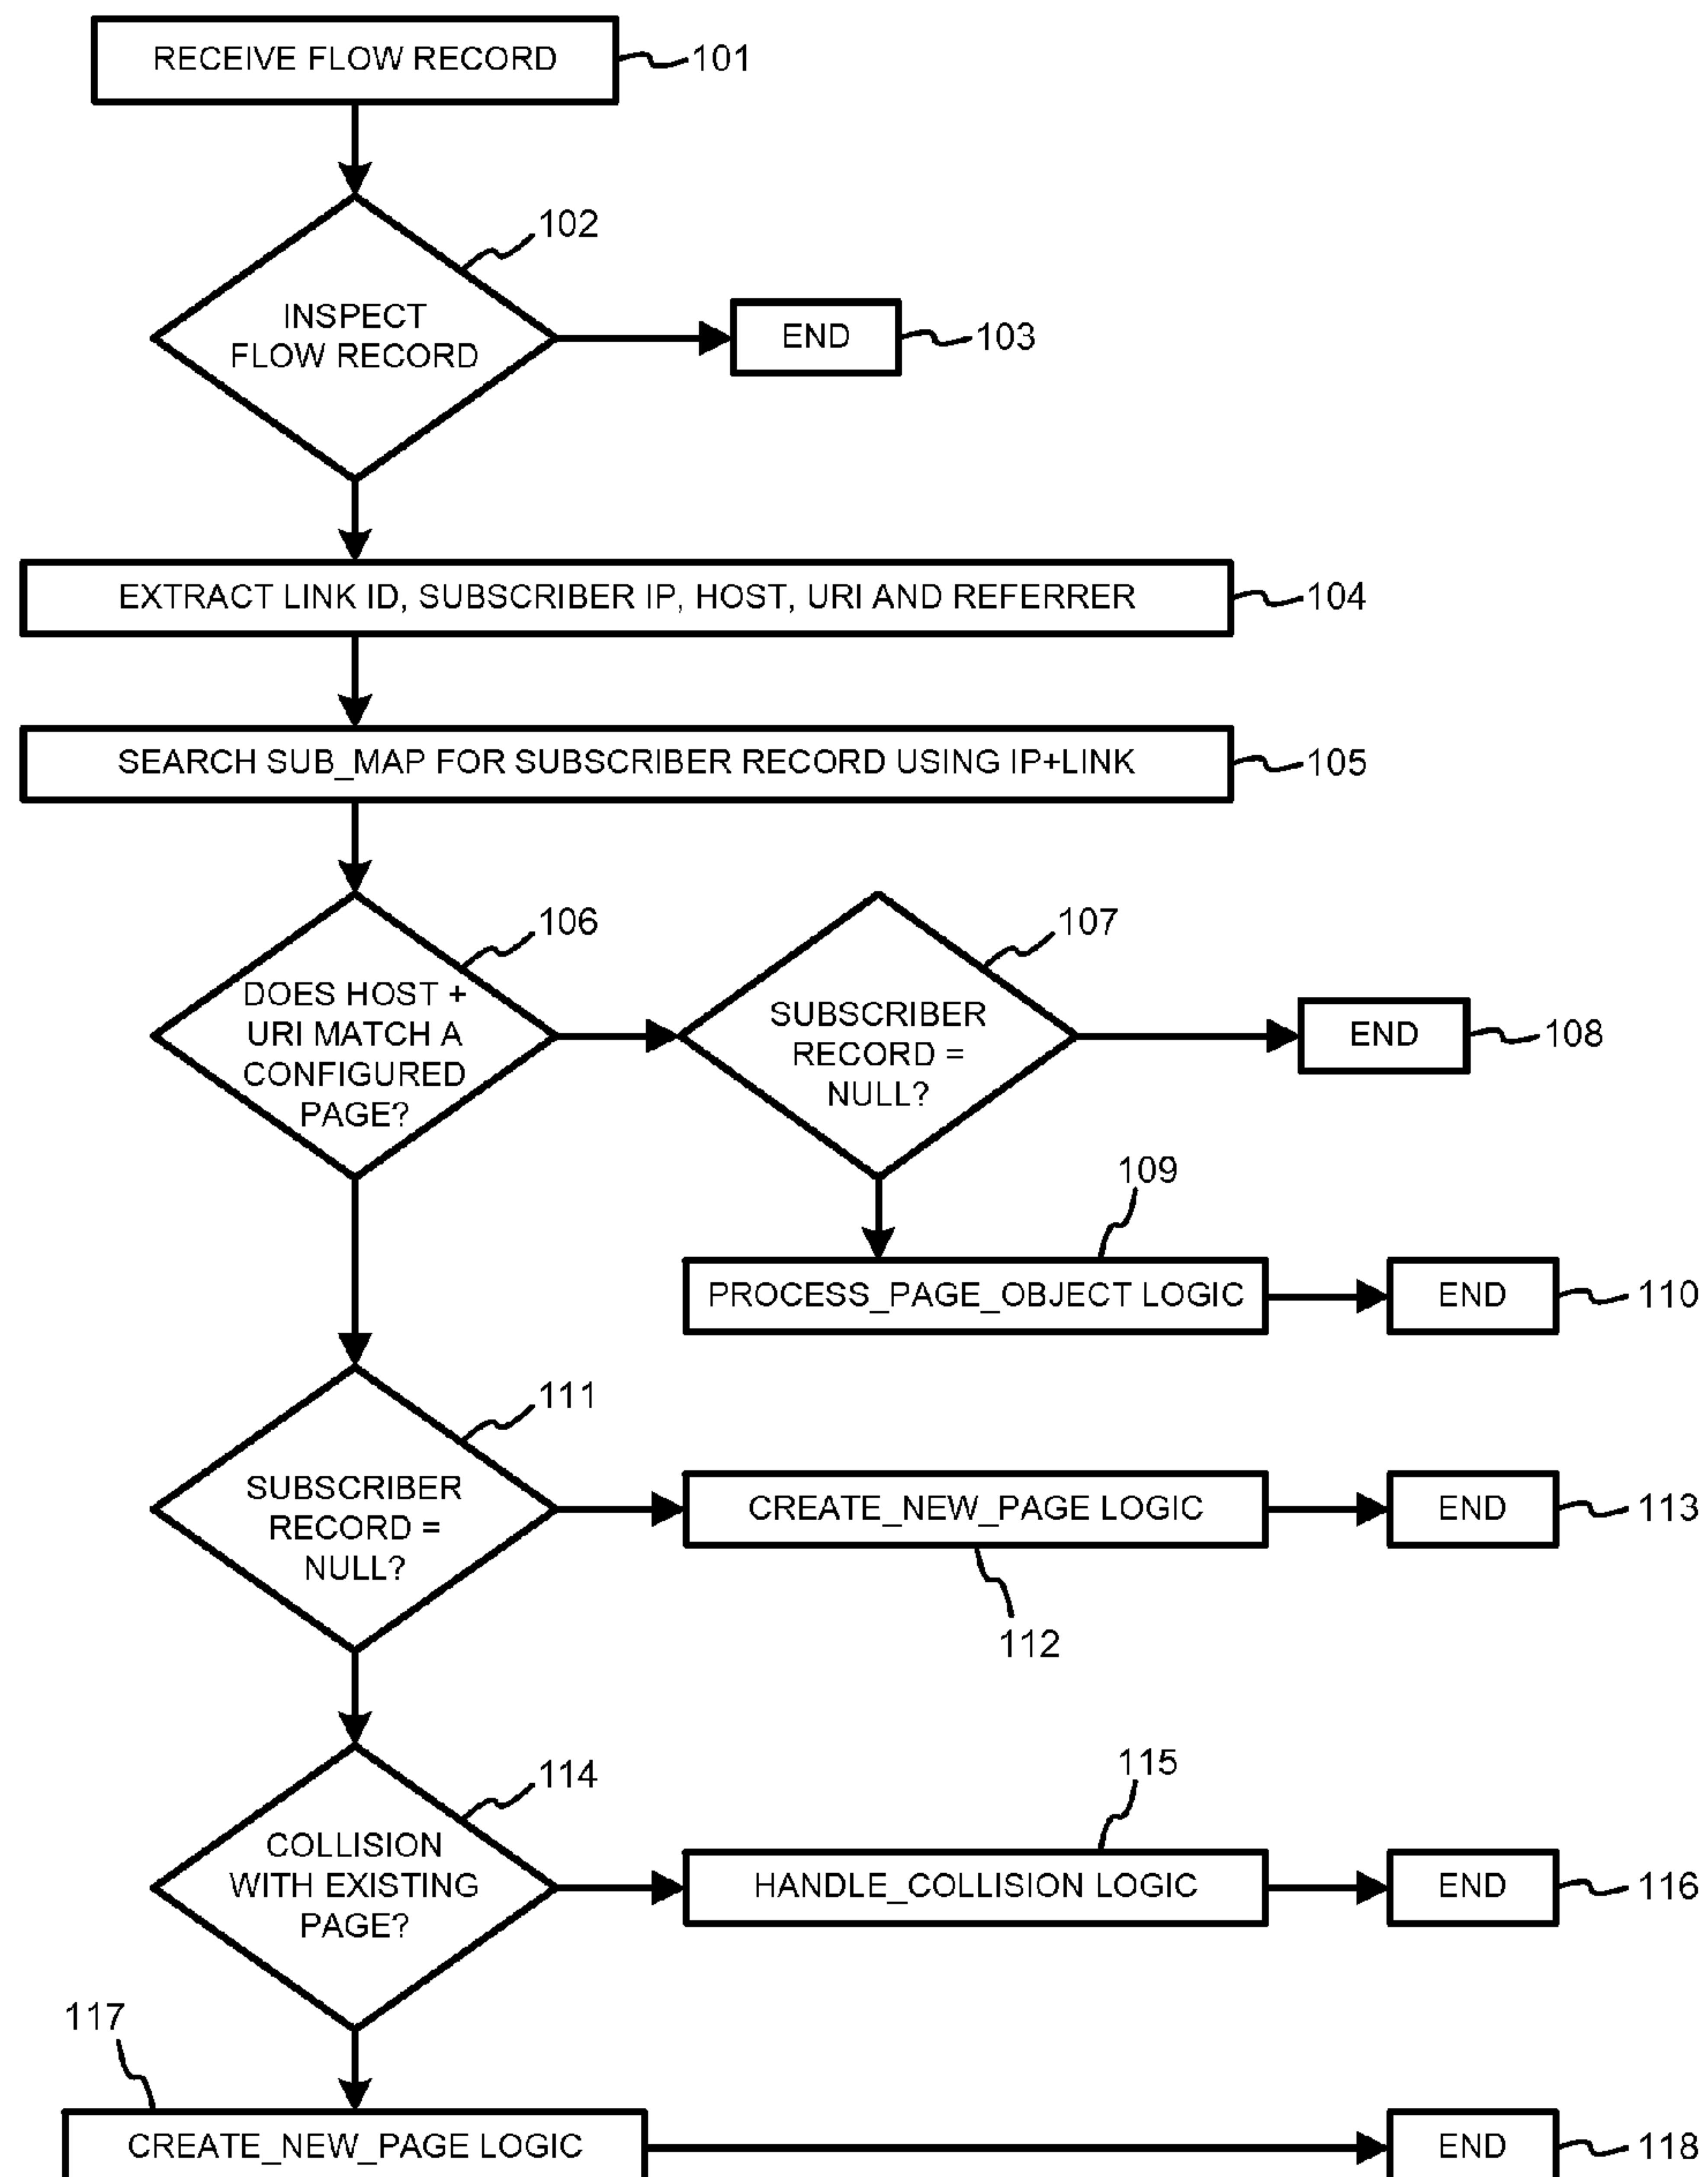 RECEIVE FLOW RECORD
101
102
INSPECT
FLOW RECORD
END
103
EXTRACT LINK ID, SUBSCRIBER IP, HOST, URI AND REFERRER
104
SEARCH SUB_MAP FOR SUBSCRIBER RECORD USING IP+LINK
105
106
DOES HOST +
URI MATCH A
CONFIGURED
PAGE?
107
SUBSCRIBER
RECORD =
NULL?
END
108
109
PROCESS_PAGE_OBJECT LOGIC
END
110
111
SUBSCRIBER
RECORD =
NULL?
CREATE_NEW_PAGE LOGIC
112
END
113
114
COLLISION
WITH EXISTING
PAGE?
115
HANDLE_COLLISION LOGIC
END
116
117
CREATE_NEW_PAGE LOGIC
END
118